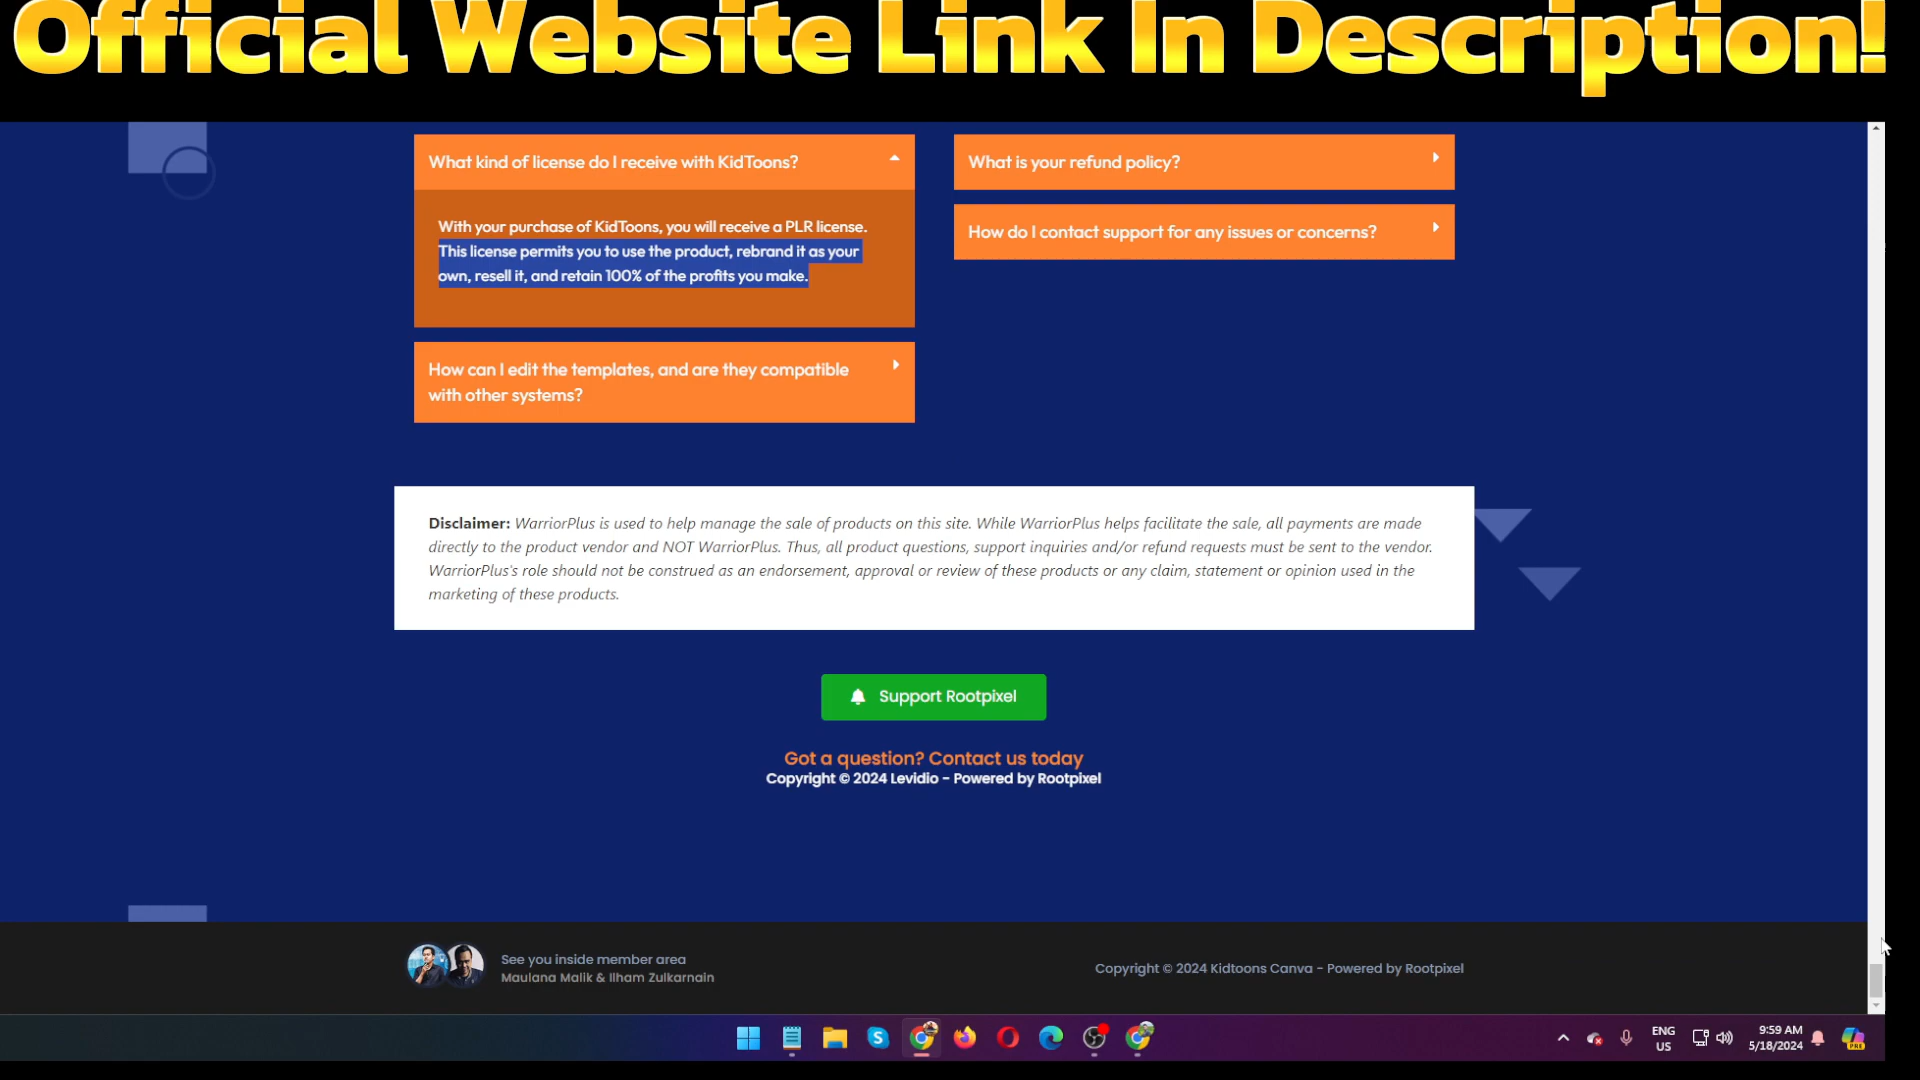 Official Website Link In Description!
What kind of license do I receive with KidToons?
With your purchase of KidToons, you will receive a PLR license.
This license permits you to use the product, rebrand it as your
own, resell it, and retain 100% of the profits you make.
How can I edit the templates, and are they compatible
with other systems?
What is your refund policy?
How do I contact support for any issues or concerns?
Disclaimer: WarriorPlus is used to help manage the sale of products on this site. While WarriorPlus helps facilitate the sale, all payments are made
directly to the product vendor and NOT WarriorPlus. Thus, all product questions, support inquiries and/or refund requests must be sent to the vendor.
WarriorPlus's role should not be construed as an endorsement, approval or review of these products or any claim, statement or opinion used in the
marketing of these products.
Support Rootpixel
Got a question? Contact us today
Copyright © 2024 Levidio - Powered by Rootpixel
See you inside member area
Maulana Malik & Ilham Zulkarnain
Copyright © 2024 Kidtoons Canva - Powered by Rootpixel
ENG
US
9:59 AM
5/18/2024
PRE